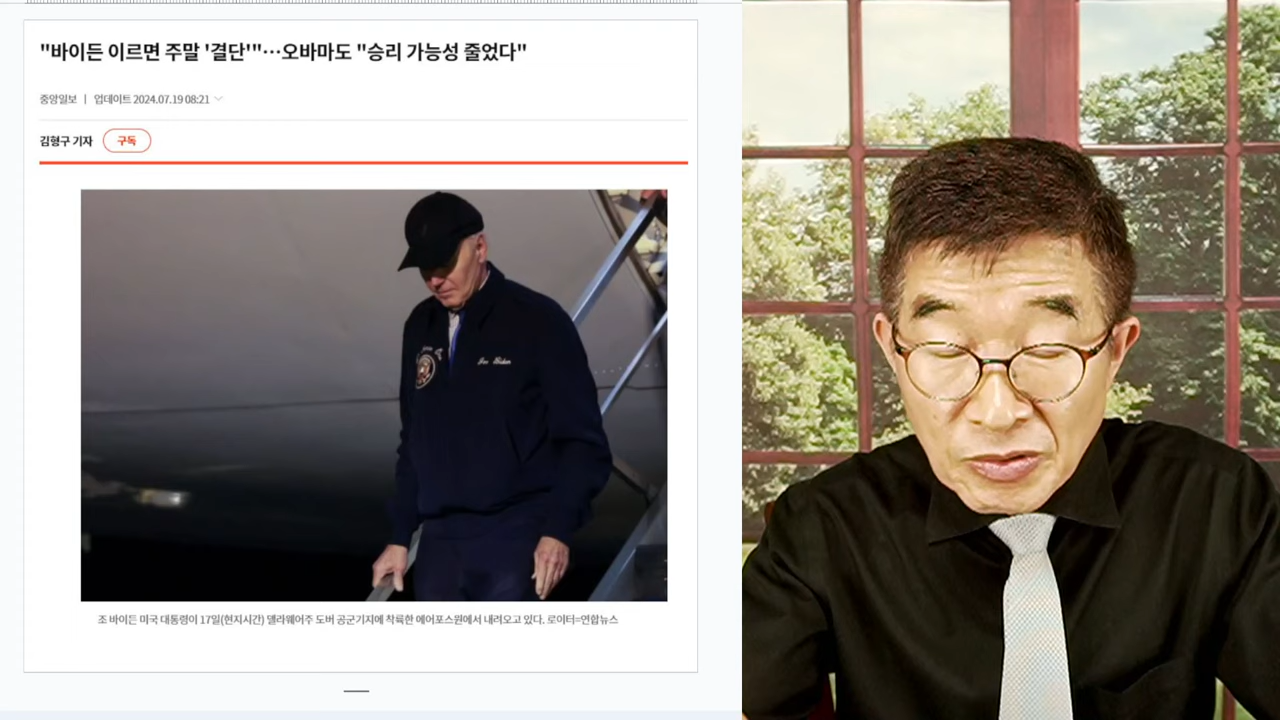 "바이든 이르면 주말 '결단'"…오바마도 "승리 가능성 줄었다"
중앙일보 | 업데이트 2024.07.19 08:21
김형구 기자 구독
Joe Biden
조 바이든 미국 대통령이 17일(현지시간) 델라웨어주 도버 공군기지에 착륙한 에어포스원에서 내려오고 있다. 로이터=연합뉴스